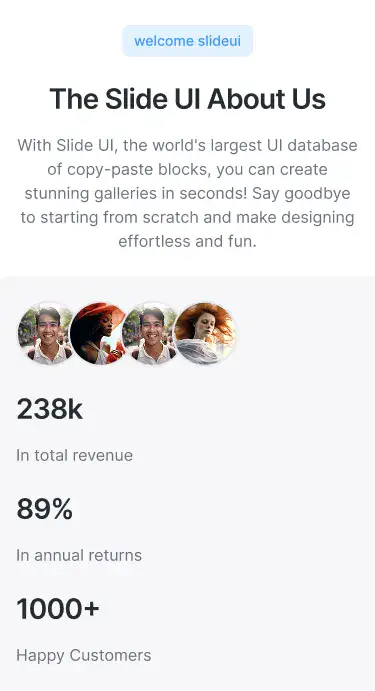 welcome slideui
The Slide UI About Us
With Slide UI, the world's largest UI database
of copy-paste blocks, you can create
stunning galleries in seconds! Say goodbye
to starting from scratch and make designing
effortless and fun.
238k
In total revenue
89%
In annual returns
1000+
Happy Customers